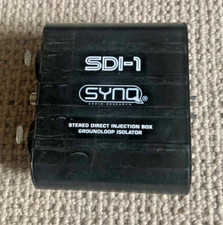 SDI-1
SYNQ®
AUDIO RESEARCH
STEREO DIRECT INJECTION BOX
GROUNDLOOP ISOLATOR